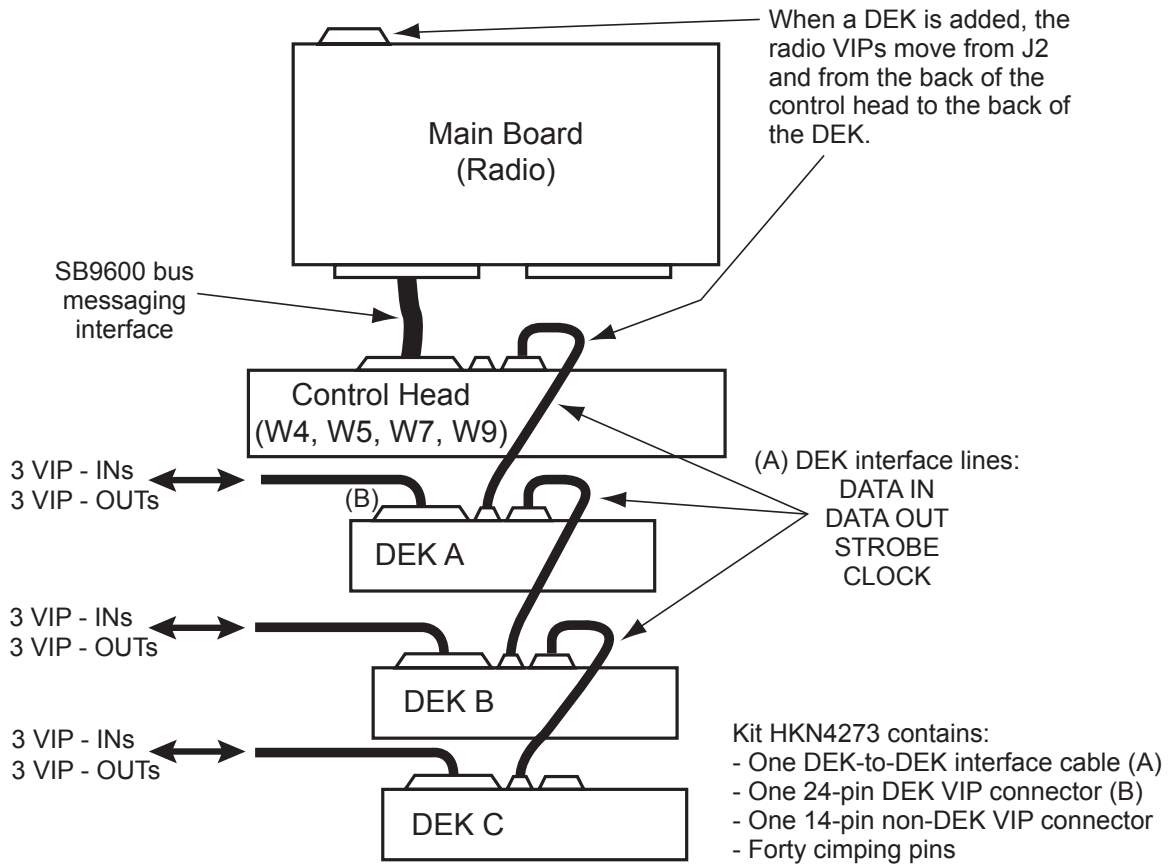 When a DEK is added, the
radio VIPs move from J2
and from the back of the
control head to the back of
the DEK.
Main Board
(Radio)
SB9600 bus
messaging
interface
Control Head
(W4, W5, W7, W9)
3 VIP - INs
3 VIP - OUTs
(B)
(A) DEK interface lines:
DATA IN
DATA OUT
STROBE
CLOCK
DEK A
3 VIP - INs
3 VIP - OUTs
DEK B
3 VIP - INs
3 VIP - OUTs
DEK C
Kit HKN4273 contains:
- One DEK-to-DEK interface cable (A)
- One 24-pin DEK VIP connector (B)
- One 14-pin non-DEK VIP connector
- Forty cimping pins